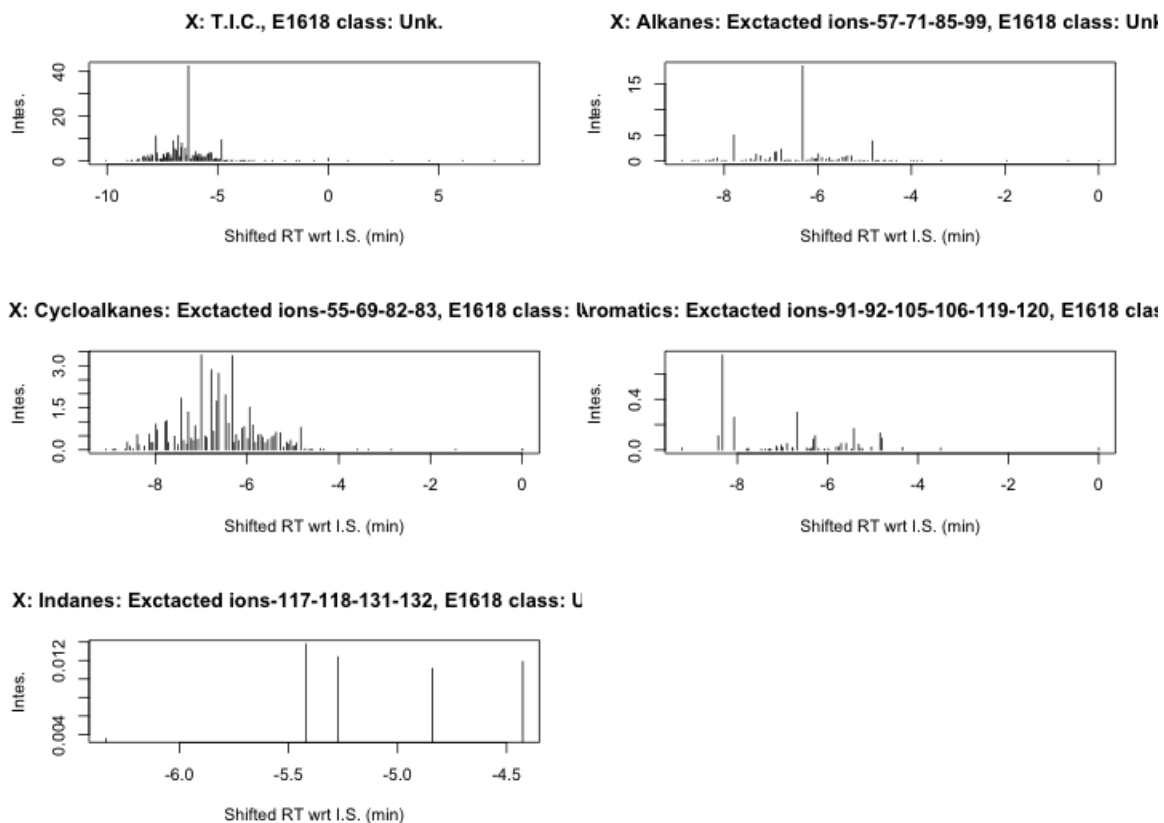 X: T.I.C., E1618 class: Unk.
Intes.
40
20
0
-10 -5 0 5
Shifted RT wrt I.S. (min)
X: Alkanes: Exctacted ions-57-71-85-99, E1618 class: Unk
Intes.
15
5
0
-8 -6 -4 -2 0
Shifted RT wrt I.S. (min)
X: Cycloalkanes: Exctacted ions-55-69-82-83, E1618 class: U
Intes.
3.0
1.5
0.0
-8 -6 -4 -2 0
Shifted RT wrt I.S. (min)
Aromatics: Exctacted ions-91-92-105-106-119-120, E1618 clas
Intes.
0.4
0.0
-8 -6 -4 -2 0
Shifted RT wrt I.S. (min)
X: Indanes: Exctacted ions-117-118-131-132, E1618 class: U
Intes.
0.012
0.004
-6.0 -5.5 -5.0 -4.5
Shifted RT wrt I.S. (min)